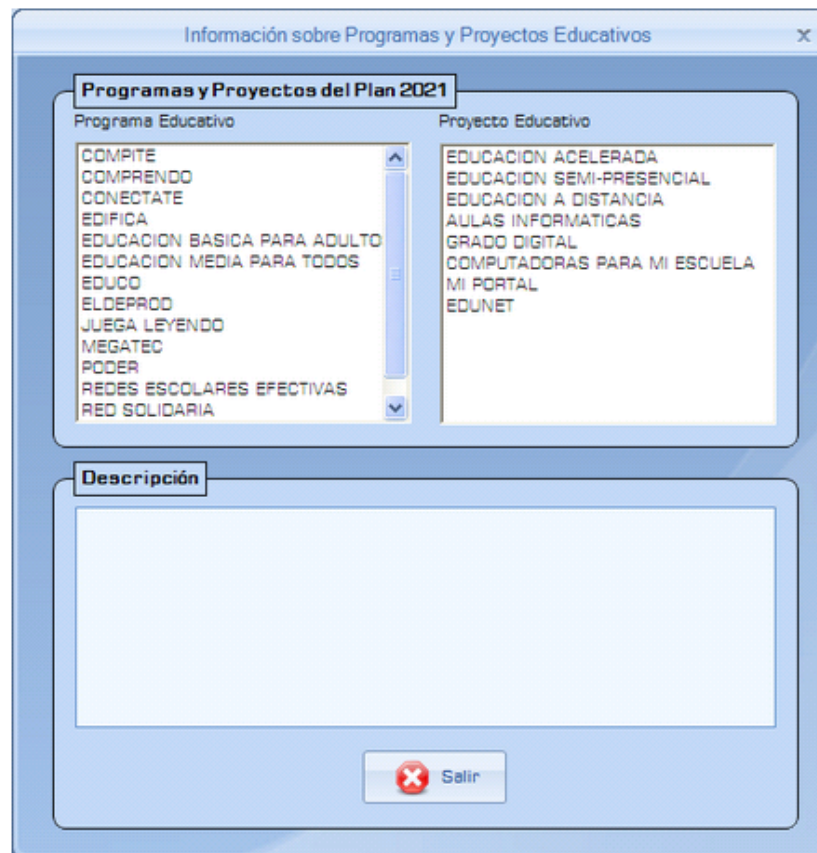 Información sobre Programas y Proyectos Educativos
Programas y Proyectos del Plan 2021
Programa Educativo
COMPITE
COMPRENDO
CONECTATE
EDIFICA
EDUCACION BASICA PARA ADULTO
EDUCACION MEDIA PARA TODOS
EDUCO
ELDEPROD
JUEGA LEYENDO
MEGATEC
PODER
REDES ESCOLARES EFECTIVAS
RED SOLIDARIA
Proyecto Educativo
EDUCACION ACELERADA
EDUCACION SEMI-PRESENCIAL
EDUCACION A DISTANCIA
AULAS INFORMATICAS
GRADO DIGITAL
COMPUTADORAS PARA MI ESCUELA
MI PORTAL
EDUNET
Descripción
Salir